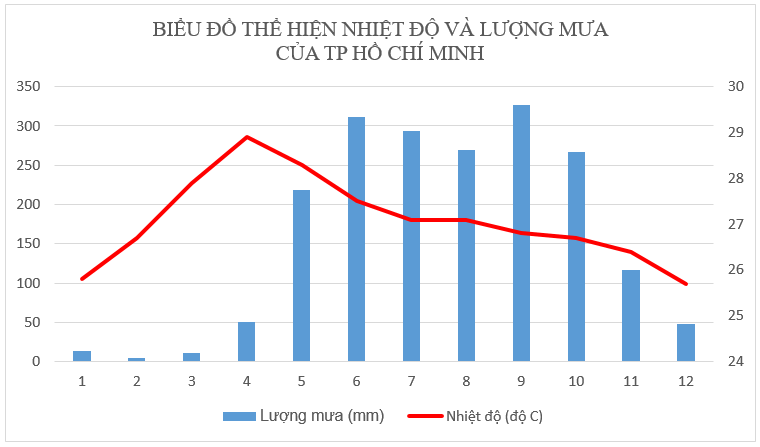 BIỂU ĐỒ THỂ HIỆN NHIỆT ĐỘ VÀ LƯỢNG MƯA
CỦA TP HỒ CHÍ MINH
350 30
300 29
250 28
200 27
150
100 26
50 25
0 24
1 2 3 4 5 6 7 8 9 10 11 12
Lượng mưa (mm) Nhiệt độ (độ C)